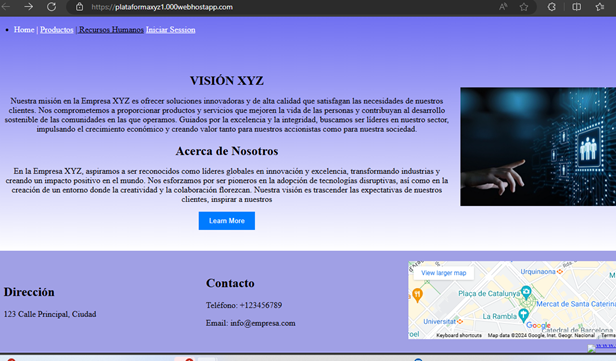 https://plataformaxyz1.000webhostapp.com
Home | Productos | Recursos Humanos Iniciar Session
VISIÓN XYZ
Nuestra misión en la Empresa XYZ es ofrecer soluciones innovadoras y de alta calidad que satisfagan las necesidades de nuestros
clientes. Nos comprometemos a proporcionar productos y servicios que mejoren la vida de las personas y contribuyan al desarrollo
sostenible de las comunidades en las que operamos. Guiados por la excelencia y la integridad, buscamos ser líderes en nuestro sector,
impulsando el crecimiento económico y creando valor tanto para nuestros accionistas como para nuestra sociedad.
Acerca de Nosotros
En la Empresa XYZ, aspiramos a ser reconocidos como líderes globales en innovación y excelencia, transformando industrias y
creando un impacto positivo en el mundo. Nos esforzamos por ser pioneros en la adopción de tecnologías disruptivas, así como en la
creación de un entorno donde la creatividad y la colaboración florezcan. Nuestra visión es trascender las expectativas de nuestros
clientes, inspirar a nuestros
Learn More
Dirección
123 Calle Principal, Ciudad
Contacto
Teléfono: +123456789
Email: info@empresa.com
View larger map
Urquinaona
Plaça de Catalunya
Mercat de Santa Caterina
La Rambla
Universitat
Google
Catedral de Barcelona
Keyboard shortcuts
Map data ©2024 Google, Inst. Geogr. Nacional
Terms